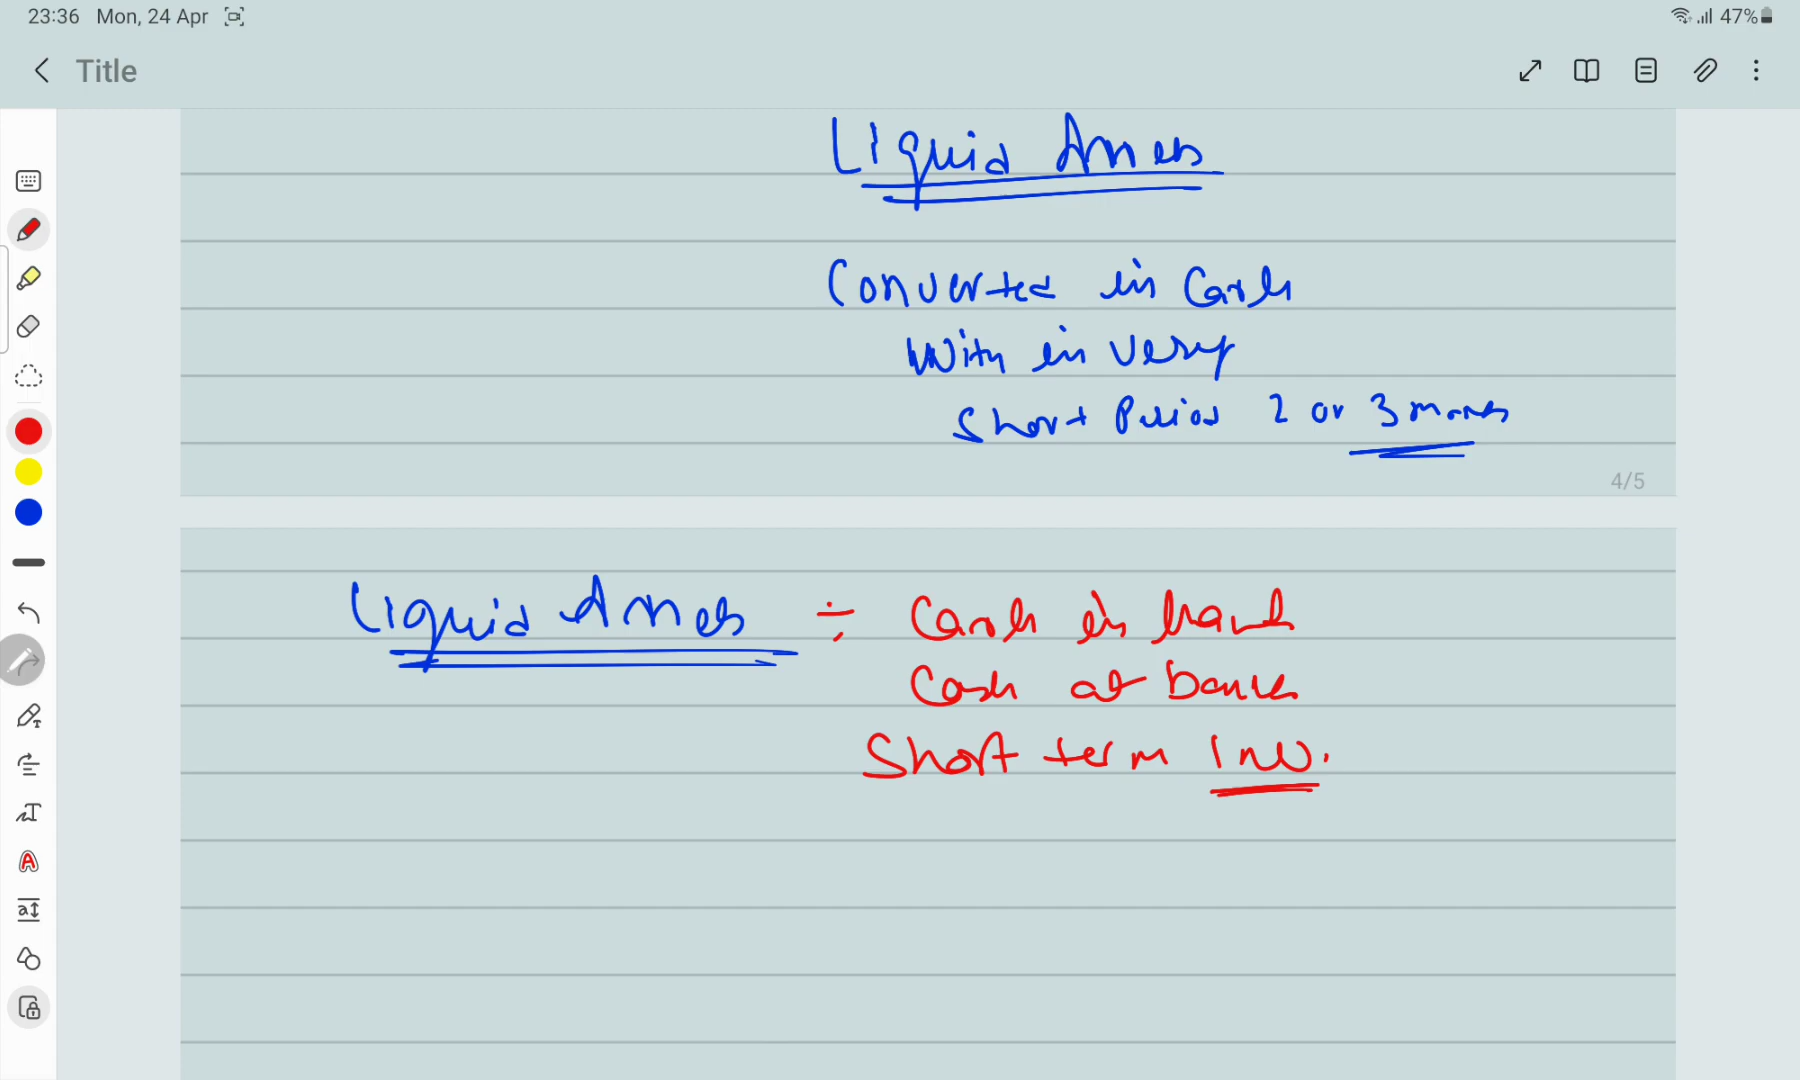 23:36 Mon, 24 Apr 47%
Title
Liquid Assets
Converted in Cash
With in very
Short Period 2 or 3 months
4/5
Liquid Assets ÷ Cash in hand
Cash at bank
Short term Inv.